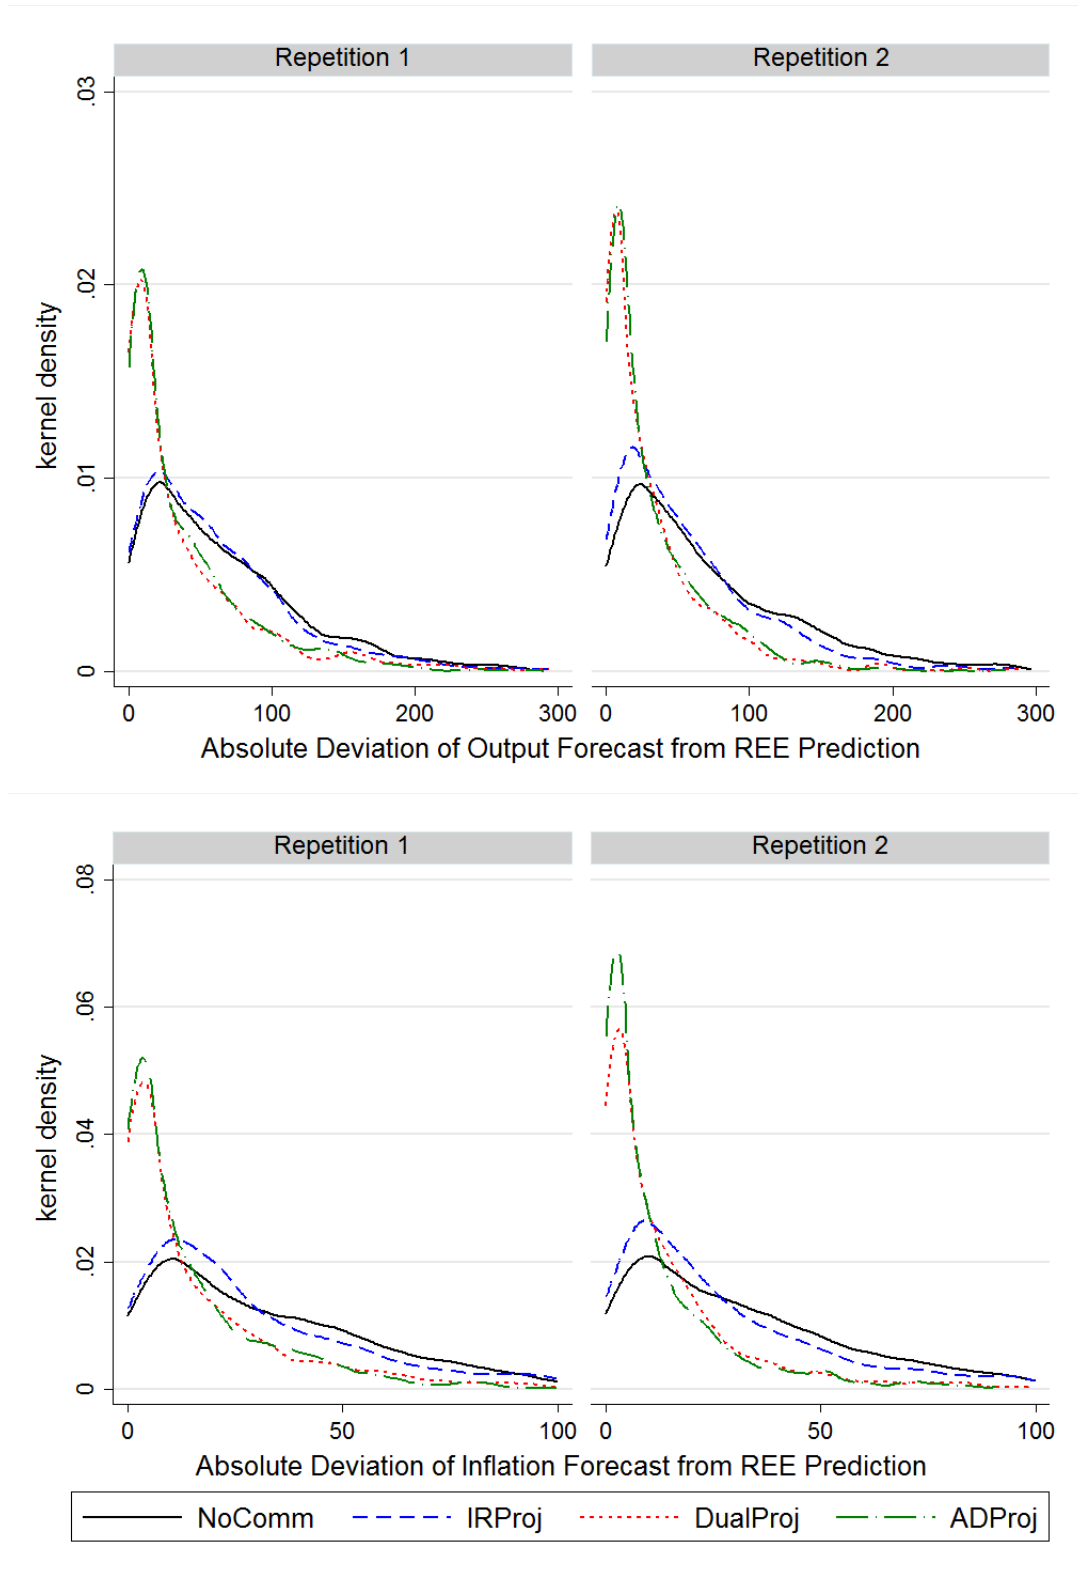 Repetition 1
Repetition 2
kernel density
.03
.02
.01
0
0
100
200
300
0
100
200
300
Absolute Deviation of Output Forecast from REE Prediction
Repetition 1
Repetition 2
kernel density
.08
.06
.04
.02
0
0
50
100
0
50
100
Absolute Deviation of Inflation Forecast from REE Prediction
NoComm
IRProj
DualProj
ADProj